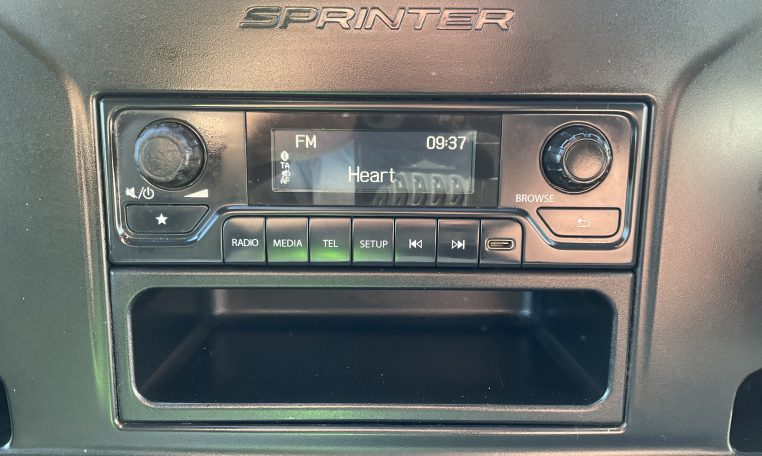 SPRINTER
FM 09:37
TA
Heart
BROWSE
RADIO MEDIA TEL SETUP